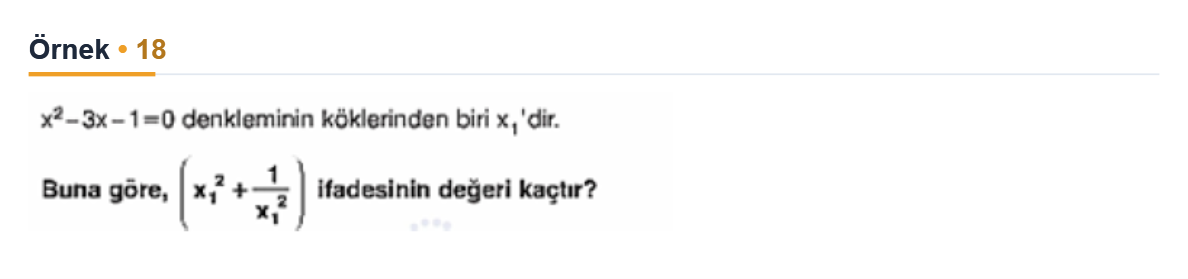 Örnek • 18
x² – 3x – 1 = 0 denkleminin köklerinden biri x₁'dir.
Buna göre, (x₁² + 1/x₁²) ifadesinin değeri kaçtır?